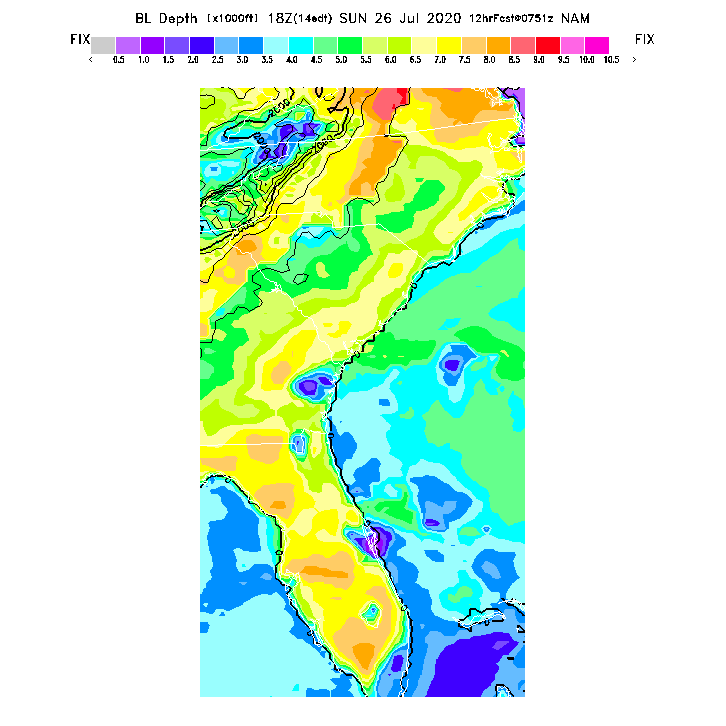 BL Depth [x1000ft] 18Z(14edt) SUN 26 Jul 2020 12hrFcst@0751z NAM
FIX FIX
< 0.5 1.0 1.5 2.0 2.5 3.0 3.5 4.0 4.5 5.0 5.5 6.0 6.5 7.0 7.5 8.0 8.5 9.0 9.5 10.0 10.5 >
2000